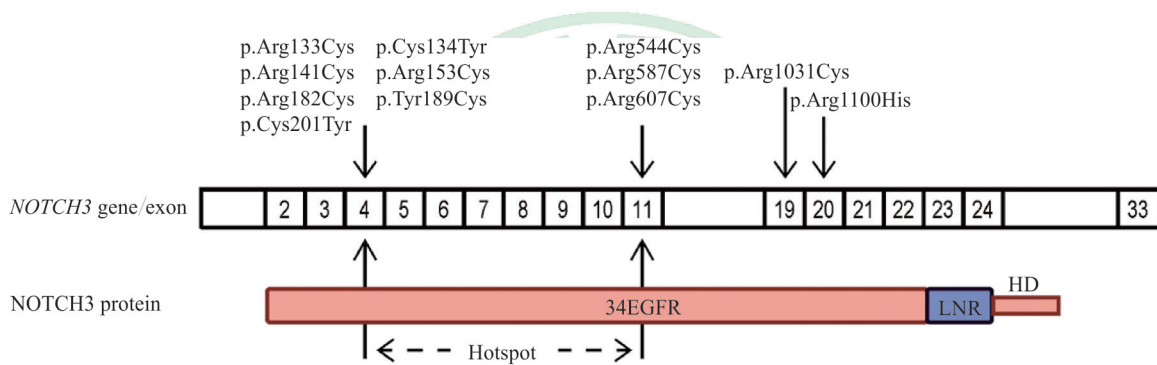 p.Arg133Cys p.Cys134Tyr p.Arg544Cys
p.Arg141Cys p.Arg153Cys p.Arg587Cys p.Arg1031Cys
p.Arg182Cys p.Tyr189Cys p.Arg607Cys p.Arg1100His
p.Cys201Tyr
NOTCH3 gene/exon 2 3 4 5 6 7 8 9 10 11 19 20 21 22 23 24 33
HD
NOTCH3 protein 34EGFR LNR
Hotspot